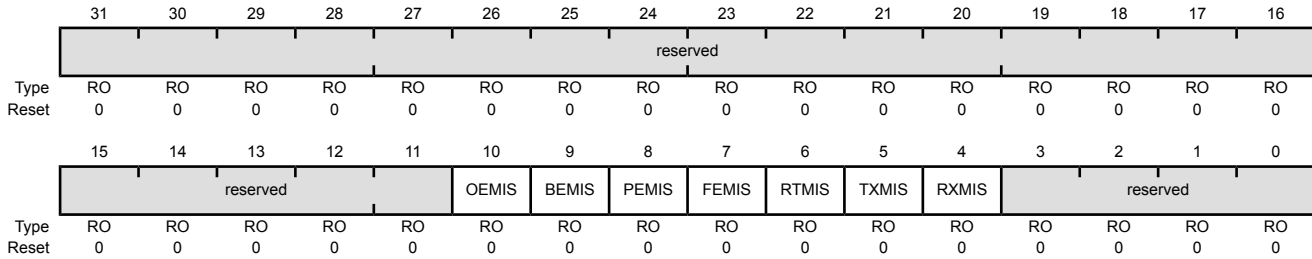 31 30 29 28 27 26 25 24 23 22 21 20 19 18 17 16
reserved
Type RO RO RO RO RO RO RO RO RO RO RO RO RO RO RO RO
Reset 0 0 0 0 0 0 0 0 0 0 0 0 0 0 0 0
15 14 13 12 11 10 9 8 7 6 5 4 3 2 1 0
reserved OEMIS BEMIS PEMIS FEMIS RTMIS TXMIS RXMIS reserved
Type RO RO RO RO RO RO RO RO RO RO RO RO RO RO RO RO
Reset 0 0 0 0 0 0 0 0 0 0 0 0 0 0 0 0